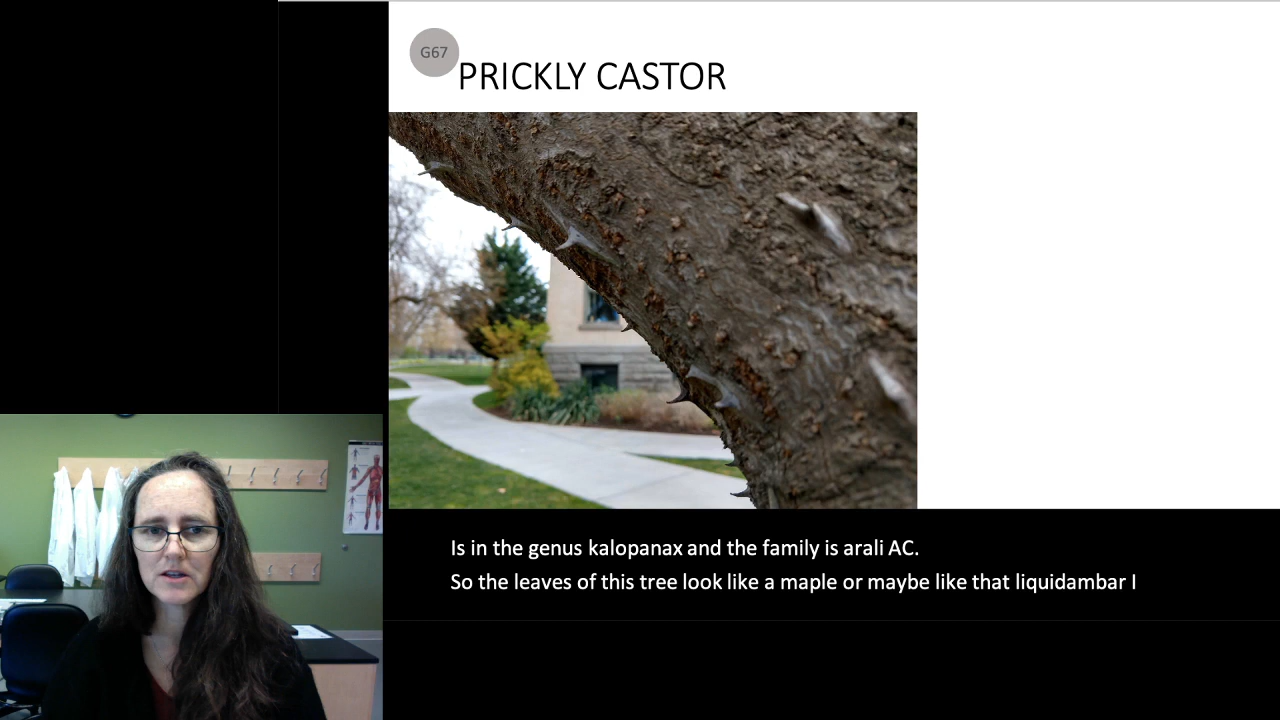 G67
PRICKLY CASTOR
Is in the genus kalopanax and the family is arali AC.
So the leaves of this tree look like a maple or maybe like that liquidambar I